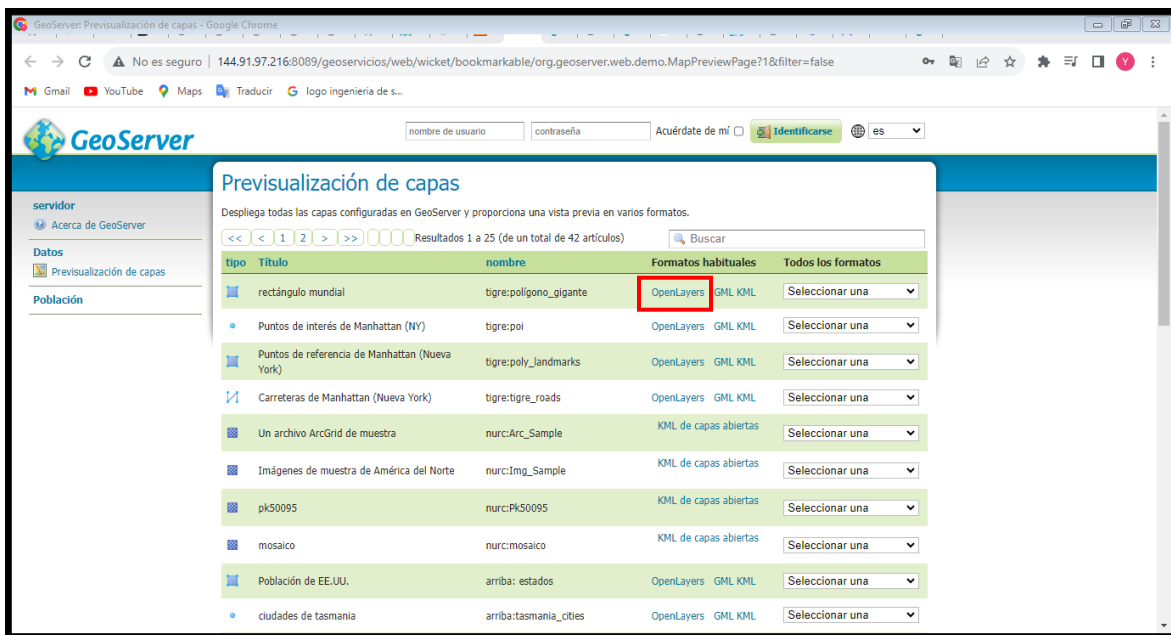 GeoServer: Previsualización de capas - Google Chrome
No es seguro | 144.91.97.216:8089/geoservicios/web/wicket/bookmarkable/org.geoserver.web.demo.MapPreviewPage?1&filter=false
Y
Gmail YouTube Maps Traducir logo ingenieria de s...
GeoServer nombre de usuario contraseña Acuérdate de mí Identificarse es
Previsualización de capas
servidor
Acerca de GeoServer
Datos
Previsualización de capas
Población
Despliega todas las capas configuradas en GeoServer y proporciona una vista previa en varios formatos.
<< < 1 2 > >> Resultados 1 a 25 (de un total de 42 artículos) Buscar
tipo Título nombre Formatos habituales Todos los formatos
rectángulo mundial tigre:polígono_gigante OpenLayers GML KML Seleccionar una
Puntos de interés de Manhattan (NY) tigre:poi OpenLayers GML KML Seleccionar una
Puntos de referencia de Manhattan (Nueva York) tigre:poly_landmarks OpenLayers GML KML Seleccionar una
Carreteras de Manhattan (Nueva York) tigre:tigre_roads OpenLayers GML KML Seleccionar una
Un archivo ArcGrid de muestra nurc:Arc_Sample KML de capas abiertas Seleccionar una
Imágenes de muestra de América del Norte nurc:Img_Sample KML de capas abiertas Seleccionar una
pk50095 nurc:Pk50095 KML de capas abiertas Seleccionar una
mosaico nurc:mosaico KML de capas abiertas Seleccionar una
Población de EE.UU. arriba: estados OpenLayers GML KML Seleccionar una
ciudades de tasmania arriba:tasmania_cities OpenLayers GML KML Seleccionar una